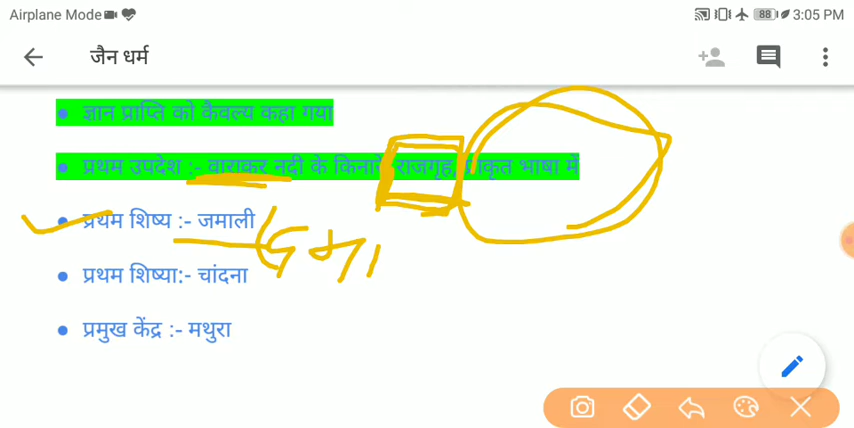 Airplane Mode 88 3:05 PM
जैन धर्म
ज्ञान प्राप्ति को कैवल्य कहा गया
प्रथम उपदेश :- वाराकर नदी के किनारे राजगृह, भाषा में
प्रथम शिष्य :- जमाली
प्रथम शिष्या:- चांदना
प्रमुख केंद्र :- मथुरा